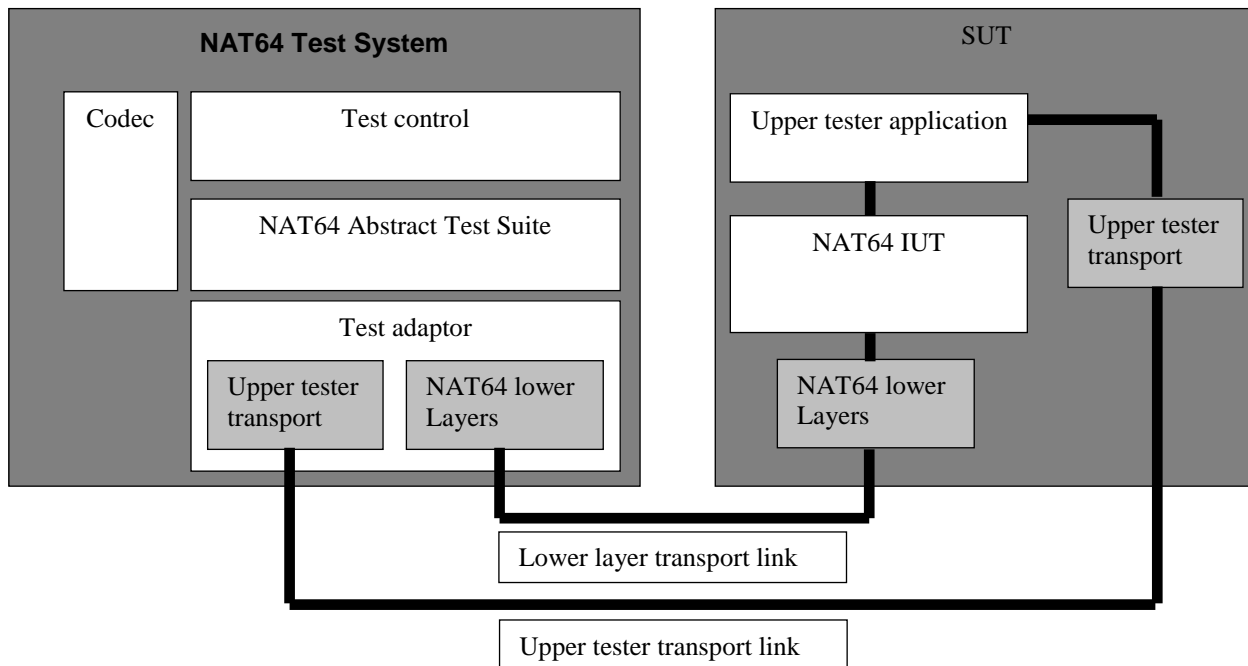 NAT64 Test System
Codec
Test control
NAT64 Abstract Test Suite
Test adaptor
Upper tester
transport
NAT64 lower
Layers
SUT
Upper tester application
NAT64 IUT
Upper tester
transport
NAT64 lower
Layers
Lower layer transport link
Upper tester transport link